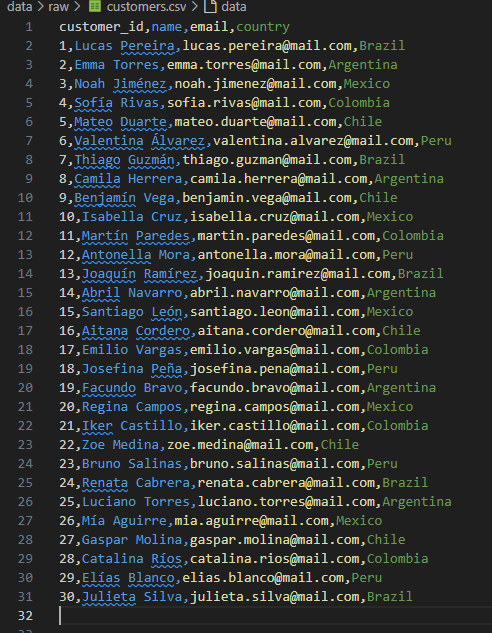 data > raw > customers.csv > data
1 customer_id,name,email,country
2 1,Lucas Pereira,lucas.pereira@mail.com,Brazil
3 2,Emma Torres,emma.torres@mail.com,Argentina
4 3,Noah Jiménez,noah.jimenez@mail.com,Mexico
5 4,Sofía Rivas,sofia.rivas@mail.com,Colombia
6 5,Mateo Duarte,mateo.duarte@mail.com,Chile
7 6,Valentina Álvarez,valentina.alvarez@mail.com,Peru
8 7,Thiago Guzmán,thiago.guzman@mail.com,Brazil
9 8,Camila Herrera,camila.herrera@mail.com,Argentina
10 9,Benjamín Vega,benjamin.vega@mail.com,Chile
11 10,Isabella Cruz,isabella.cruz@mail.com,Mexico
12 11,Martín Paredes,martin.paredes@mail.com,Colombia
13 12,Antonella Mora,antonella.mora@mail.com,Peru
14 13,Joaquín Ramírez,joaquin.ramirez@mail.com,Brazil
15 14,Abril Navarro,abril.navarro@mail.com,Argentina
16 15,Santiago León,santiago.leon@mail.com,Mexico
17 16,Aitana Cordero,aitana.cordero@mail.com,Chile
18 17,Emilio Vargas,emilio.vargas@mail.com,Colombia
19 18,Josefina Peña,josefina.pena@mail.com,Peru
20 19,Facundo Bravo,facundo.bravo@mail.com,Argentina
21 20,Regina Campos,regina.campos@mail.com,Mexico
22 21,Iker Castillo,iker.castillo@mail.com,Colombia
23 22,Zoe Medina,zoe.medina@mail.com,Chile
24 23,Bruno Salinas,bruno.salinas@mail.com,Peru
25 24,Renata Cabrera,renata.cabrera@mail.com,Brazil
26 25,Luciano Torres,luciano.torres@mail.com,Argentina
27 26,Mía Aguirre,mia.aguirre@mail.com,Mexico
28 27,Gaspar Molina,gaspar.molina@mail.com,Chile
29 28,Catalina Ríos,catalina.rios@mail.com,Colombia
30 29,Elías Blanco,elias.blanco@mail.com,Peru
31 30,Julieta Silva,julieta.silva@mail.com,Brazil
32